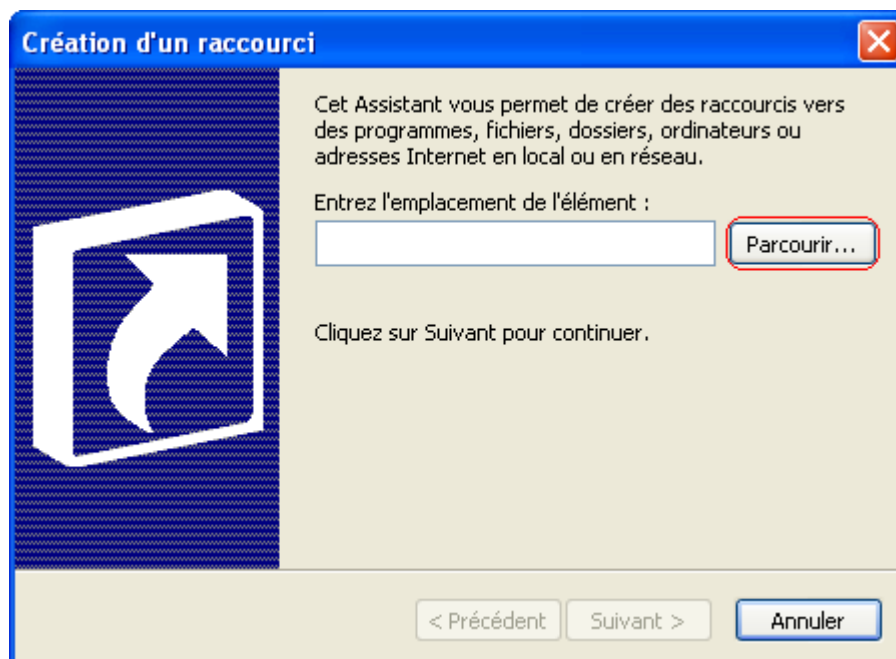 Création d'un raccourci
Cet Assistant vous permet de créer des raccourcis vers
des programmes, fichiers, dossiers, ordinateurs ou
adresses Internet en local ou en réseau.
Entrez l'emplacement de l'élément :
Parcourir...
Cliquez sur Suivant pour continuer.
< Précédent
Suivant >
Annuler